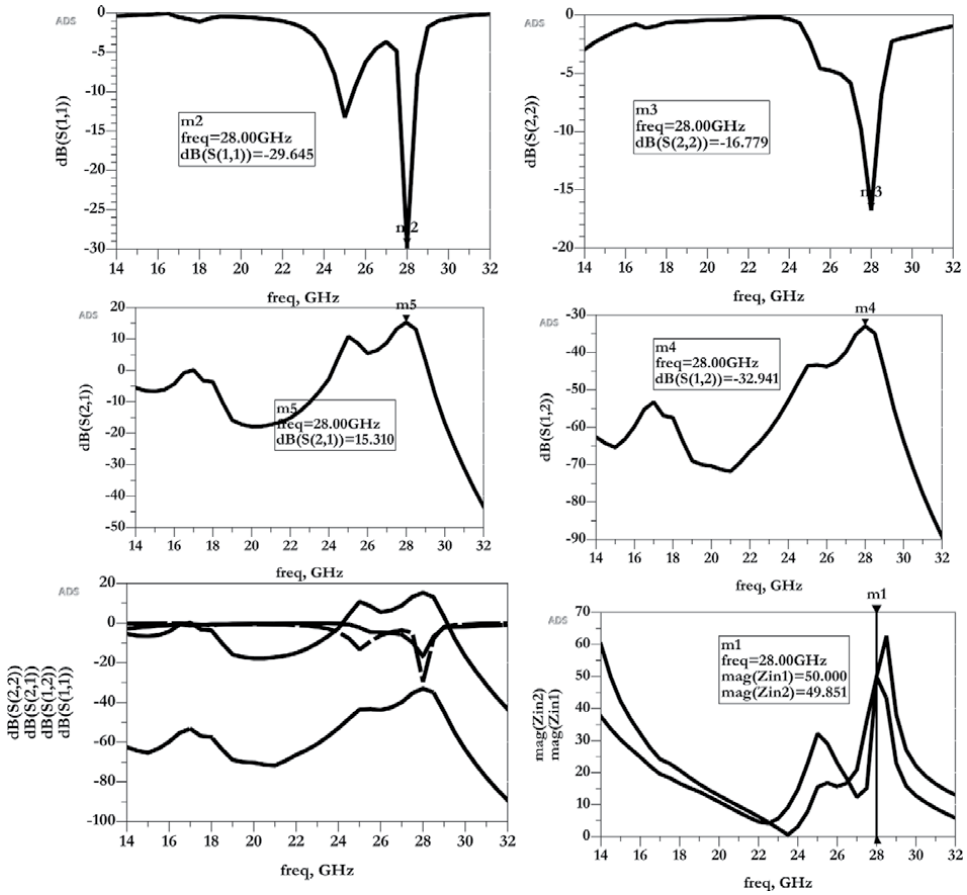 ADS
dB(S(1,1))
0
-5
-10
-15
-20
-25
-30
m2
freq=28.00GHz
dB(S(1,1))=-29.645
m2
14 16 18 20 22 24 26 28 30 32
freq, GHz
ADS
dB(S(2,2))
0
-5
-10
-15
-20
m3
freq=28.00GHz
dB(S(2,2))=-16.779
m3
14 16 18 20 22 24 26 28 30 32
freq, GHz
ADS
dB(S(2,1))
20
10
0
-10
-20
-30
-40
-50
m5
m5
freq=28.00GHz
dB(S(2,1))=15.310
14 16 18 20 22 24 26 28 30 32
freq, GHz
ADS
dB(S(1,2))
-30
-40
-50
-60
-70
-80
-90
m4
m4
freq=28.00GHz
dB(S(1,2))=-32.941
14 16 18 20 22 24 26 28 30 32
freq, GHz
ADS
dB(S(2,2))
dB(S(2,1))
dB(S(1,2))
dB(S(1,1))
20
0
-20
-40
-60
-80
-100
14 16 18 20 22 24 26 28 30 32
freq, GHz
ADS
mag(Zin2)
mag(Zin1)
70
60
50
40
30
20
10
0
m1
m1
freq=28.00GHz
mag(Zin1)=50.000
mag(Zin2)=49.851
14 16 18 20 22 24 26 28 30 32
freq, GHz